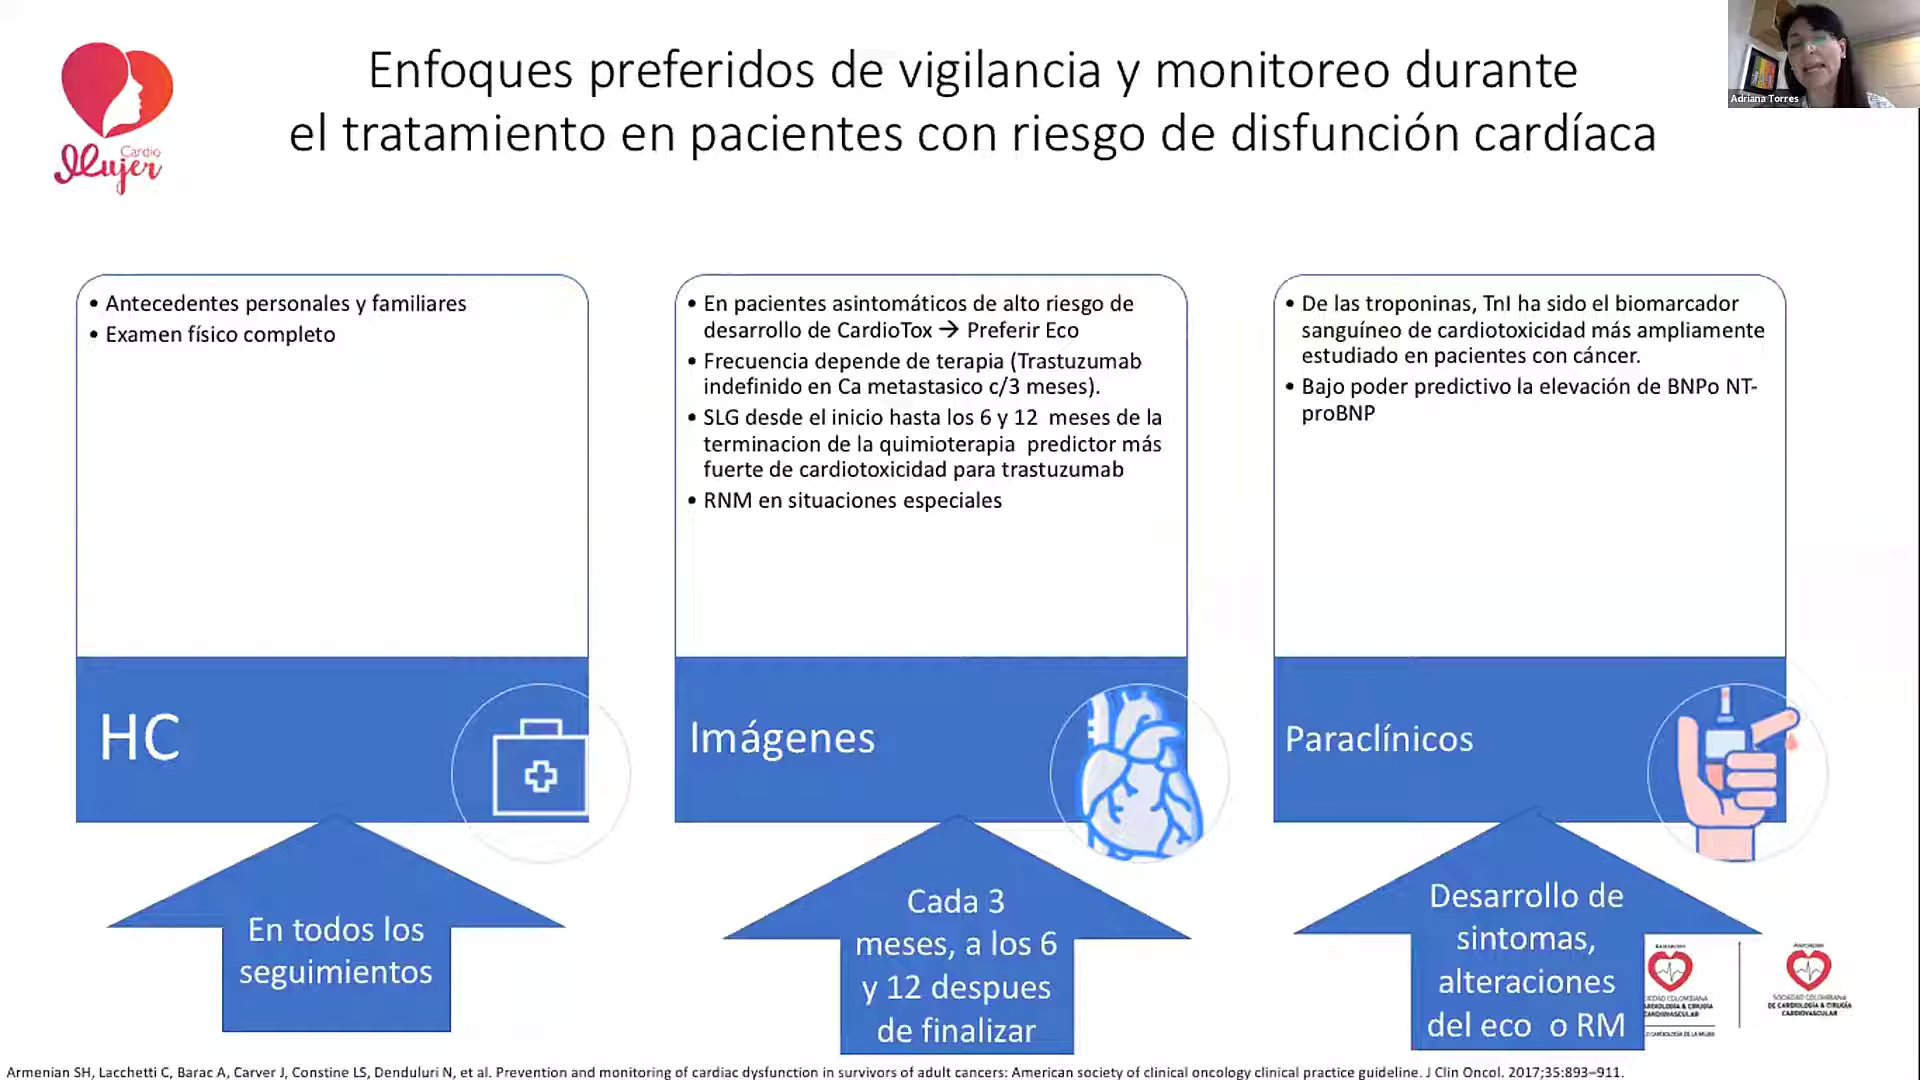 Enfoques preferidos de vigilancia y monitoreo durante
el tratamiento en pacientes con riesgo de disfunción cardíaca
Cardio
Mujer
Adriana Torres
• Antecedentes personales y familiares
• Examen físico completo
HC
En todos los
seguimientos
• En pacientes asintomáticos de alto riesgo de
desarrollo de CardioTox → Preferir Eco
• Frecuencia depende de terapia (Trastuzumab
indefinido en Ca metastasico c/3 meses).
• SLG desde el inicio hasta los 6 y 12 meses de la
terminacion de la quimioterapia predictor más
fuerte de cardiotoxicidad para trastuzumab
• RNM en situaciones especiales
Imágenes
Cada 3
meses, a los 6
y 12 despues
de finalizar
• De las troponinas, TnI ha sido el biomarcador
sanguíneo de cardiotoxicidad más ampliamente
estudiado en pacientes con cáncer.
• Bajo poder predictivo la elevación de BNPo NT-
proBNP
Paraclínicos
Desarrollo de
sintomas,
alteraciones
del eco o RM
SOCIEDAD COLOMBIANA
DE CARDIOLOGÍA & CIRUGÍA
CARDIOVASCULAR
Armenian SH, Lacchetti C, Barac A, Carver J, Constine LS, Denduluri N, et al. Prevention and monitoring of cardiac dysfunction in survivors of adult cancers: American society of clinical oncology clinical practice guideline. J Clin Oncol. 2017;35:893–911.